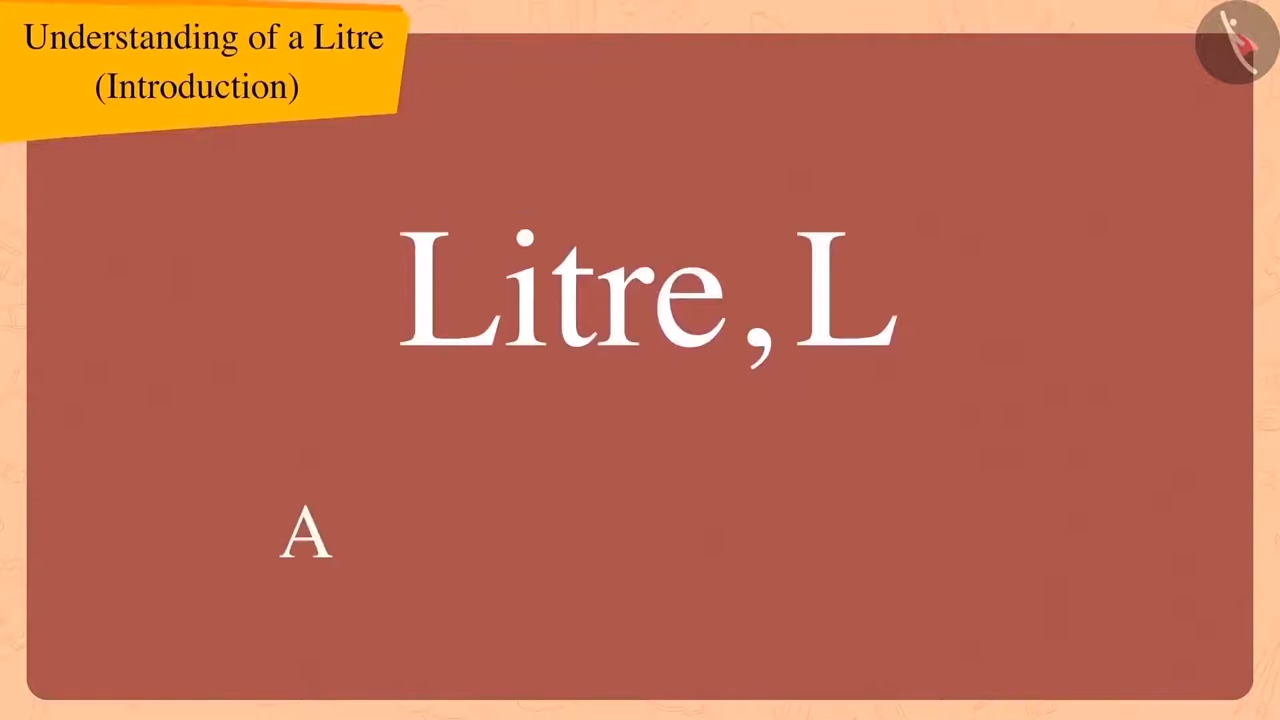 Understanding of a Litre
(Introduction)
Litre, L
A